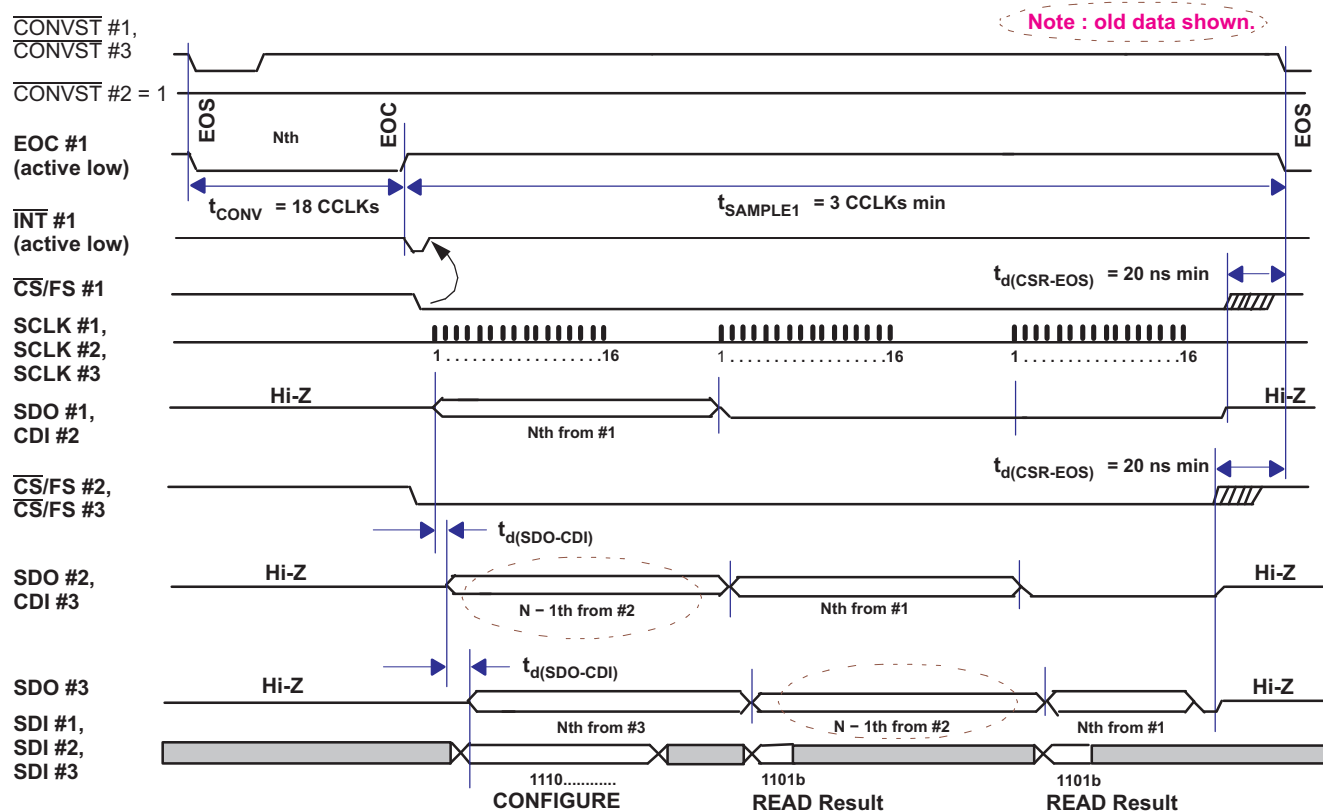 CONVST #1,
CONVST #3
Note : old data shown.
CONVST #2 = 1
EOS
EOC
EOS
Nth
EOC #1
(active low)
tCONV = 18 CCLKs
tSAMPLE1 = 3 CCLKs min
INT #1
(active low)
td(CSR-EOS) = 20 ns min
CS/FS #1
SCLK #1,
SCLK #2,
SCLK #3
1 . . . . . . . . . . . . . . . . . . .16
1 . . . . . . . . . . . . . . . . . . .16
1 . . . . . . . . . . . . . . . . . . .16
Hi-Z
Hi-Z
SDO #1,
CDI #2
Nth from #1
td(CSR-EOS) = 20 ns min
CS/FS #2,
CS/FS #3
td(SDO-CDI)
SDO #2,
CDI #3
Hi-Z
Hi-Z
N − 1th from #2
Nth from #1
td(SDO-CDI)
SDO #3
Hi-Z
Hi-Z
Nth from #3
N − 1th from #2
Nth from #1
SDI #1,
SDI #2,
SDI #3
1110............
CONFIGURE
1101b
READ Result
1101b
READ Result